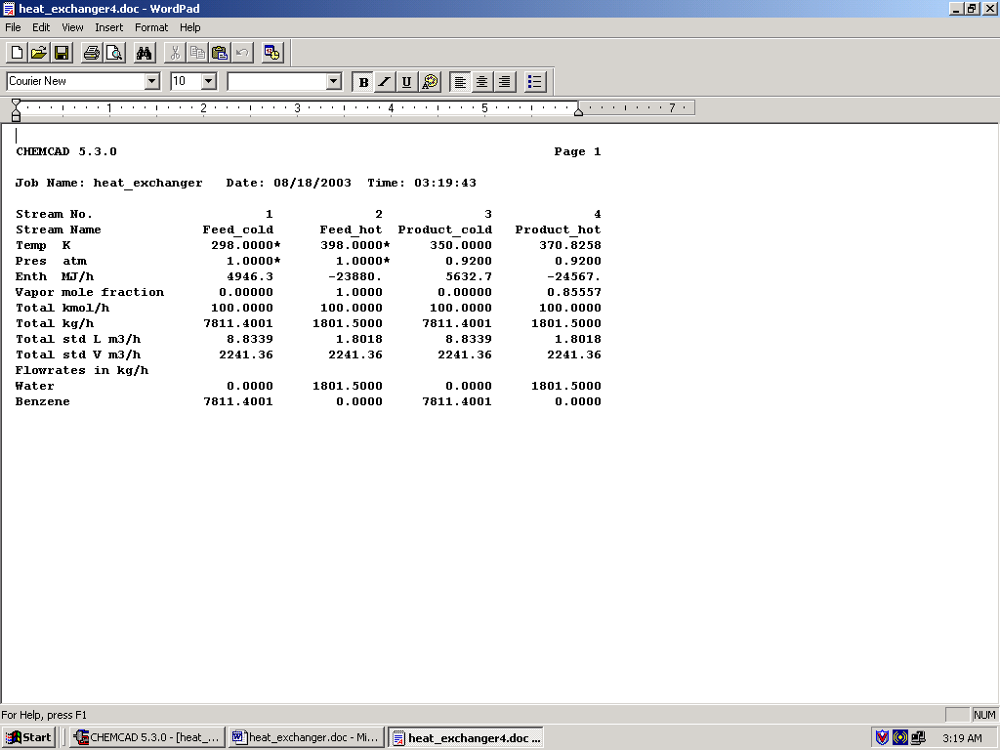 heat_exchanger4.doc - WordPad
File Edit View Insert Format Help
Courier New 10 B I U
1 2 3 4 5 7
CHEMCAD 5.3.0 Page 1
Job Name: heat_exchanger Date: 08/18/2003 Time: 03:19:43
Stream No. 1 2 3 4
Stream Name Feed_cold Feed_hot Product_cold Product_hot
Temp K 298.0000* 398.0000* 350.0000 370.8258
Pres atm 1.0000* 1.0000* 0.9200 0.9200
Enth MJ/h 4946.3 -23880. 5632.7 -24567.
Vapor mole fraction 0.00000 1.0000 0.00000 0.85557
Total kmol/h 100.0000 100.0000 100.0000 100.0000
Total kg/h 7811.4001 1801.5000 7811.4001 1801.5000
Total std L m3/h 8.8339 1.8018 8.8339 1.8018
Total std V m3/h 2241.36 2241.36 2241.36 2241.36
Flowrates in kg/h
Water 0.0000 1801.5000 0.0000 1801.5000
Benzene 7811.4001 0.0000 7811.4001 0.0000
For Help, press F1 NUM
Start CHEMCAD 5.3.0 - [heat_... heat_exchanger.doc - Mi... heat_exchanger4.doc ... 3:19 AM